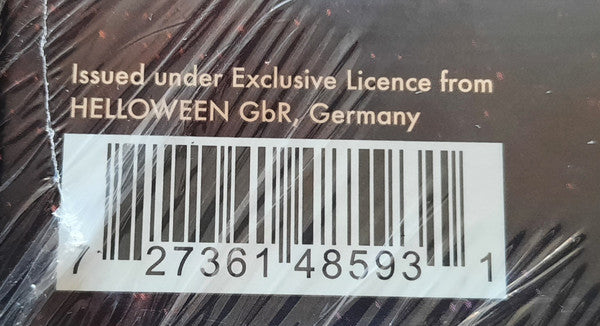 Issued under Exclusive Licence from
HELLOWEEN GbR, Germany
7 27361 48593 1